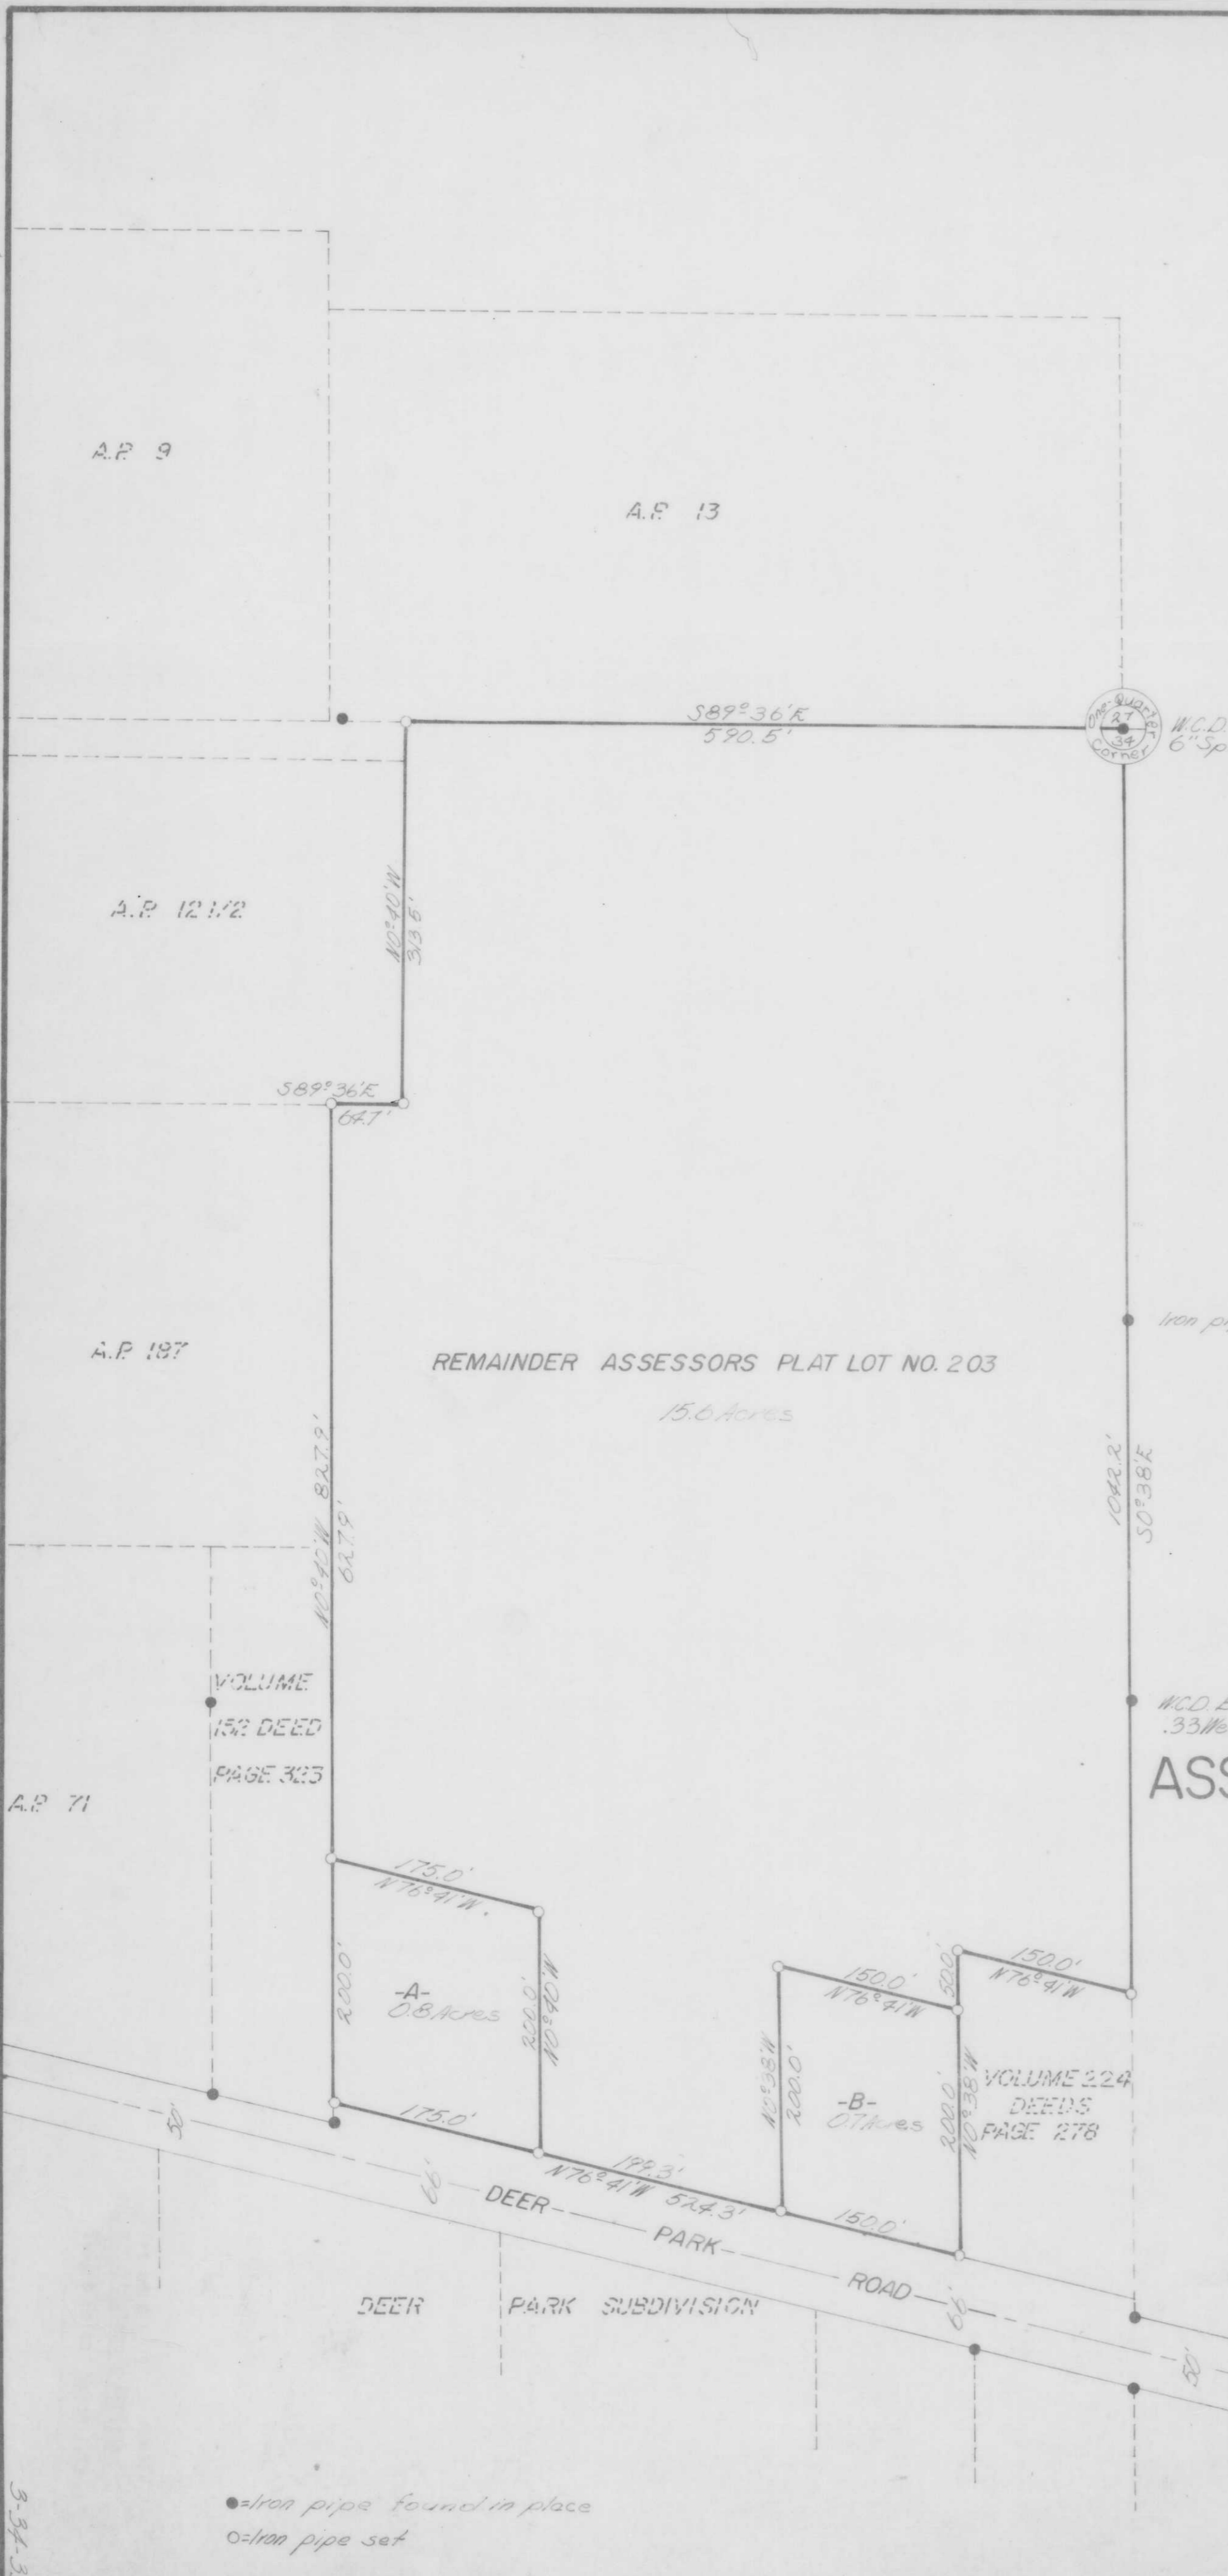 A.P. 9
A.P. 13
S89°36'E
590.5'
One-Quarter
27
34
Corner
W.C.D.
6" Sp
A.P. 12 1/2
N0°40'W
313.5'
S89°36'E
64.7'
Iron
A.P. 187
REMAINDER ASSESSORS PLAT LOT NO. 203
15.6 Acres
1042.2'
S0°38'E
N0°40'W 827.9'
627.9'
VOLUME
152 DEED
PAGE 323
W.C.D.
.33
ASS
A.P. 71
175.0'
N76°41'W
200.0'
-A-
0.8 Acres
200.0'
N0°40'W
150.0'
N76°41'W
50.0'
150.0'
N76°41'W
N0°38'W
200.0'
-B-
0.7 Acres
200.0'
N0°38'W
VOLUME 224
DEEDS
PAGE 278
50'
175.0'
66'
199.3'
N76°41'W 524.3'
150.0'
DEER PARK ROAD
66'
50'
DEER PARK SUBDIVISION
●=Iron pipe found in place
O=Iron pipe set
3-34-3